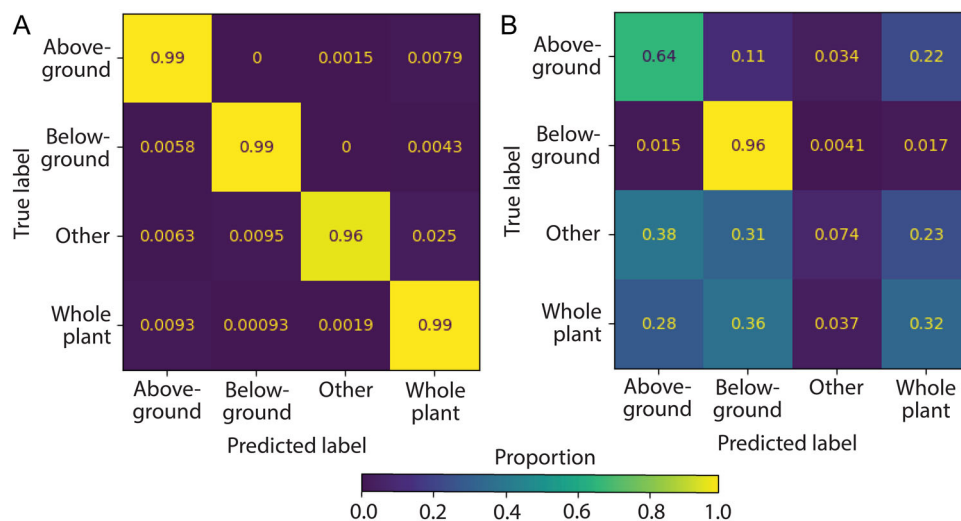 A
B
True label
Above-
ground
0.99 0 0.0015 0.0079
Below-
ground
0.0058 0.99 0 0.0043
Other
0.0063 0.0095 0.96 0.025
Whole
plant
0.0093 0.00093 0.0019 0.99
Above-
ground
Below-
ground
Other
Whole
plant
Predicted label
True label
Above-
ground
0.64 0.11 0.034 0.22
Below-
ground
0.015 0.96 0.0041 0.017
Other
0.38 0.31 0.074 0.23
Whole
plant
0.28 0.36 0.037 0.32
Above-
ground
Below-
ground
Other
Whole
plant
Predicted label
Proportion
0.0 0.2 0.4 0.6 0.8 1.0